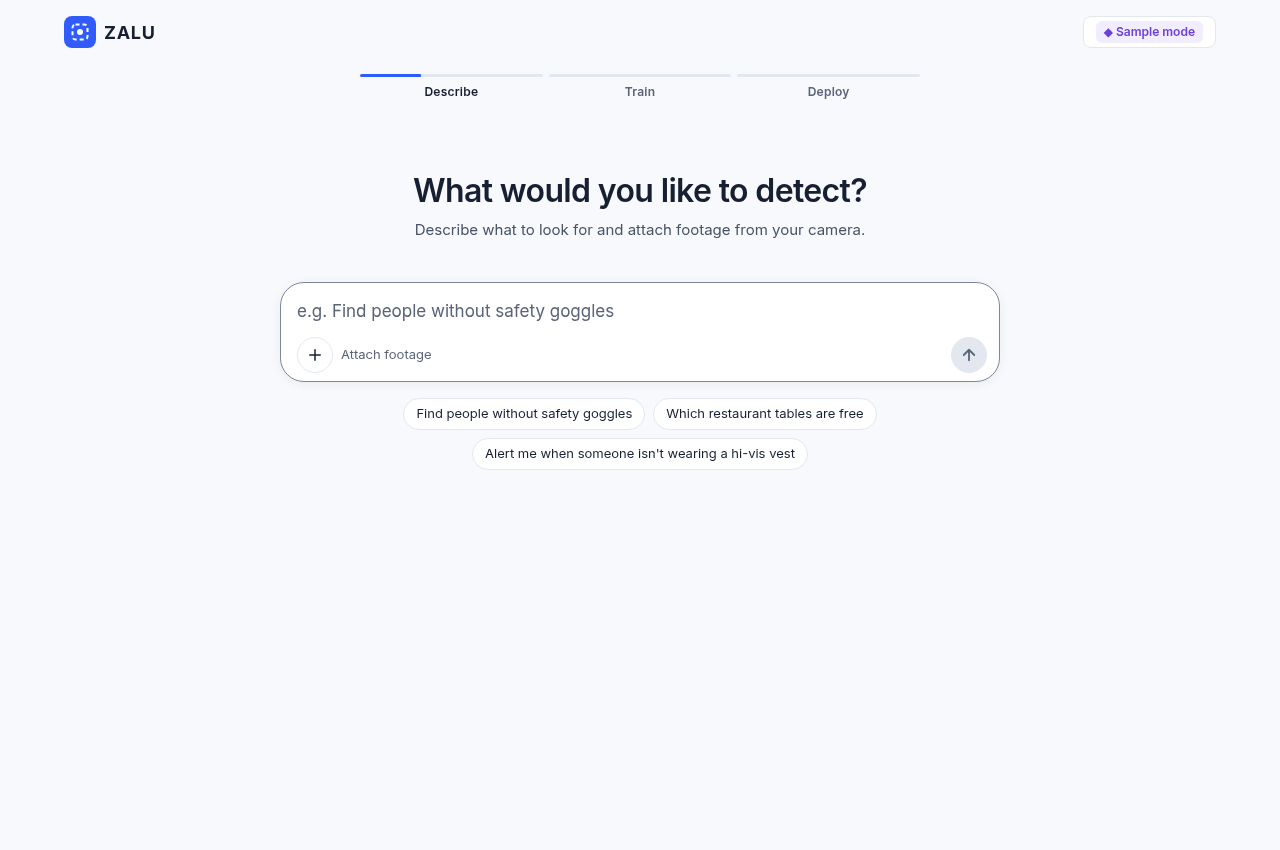 ZALU
◆ Sample mode
Describe
Train
Deploy
What would you like to detect?
Describe what to look for and attach footage from your camera.
e.g. Find people without safety goggles
Attach footage
Find people without safety goggles
Which restaurant tables are free
Alert me when someone isn't wearing a hi-vis vest